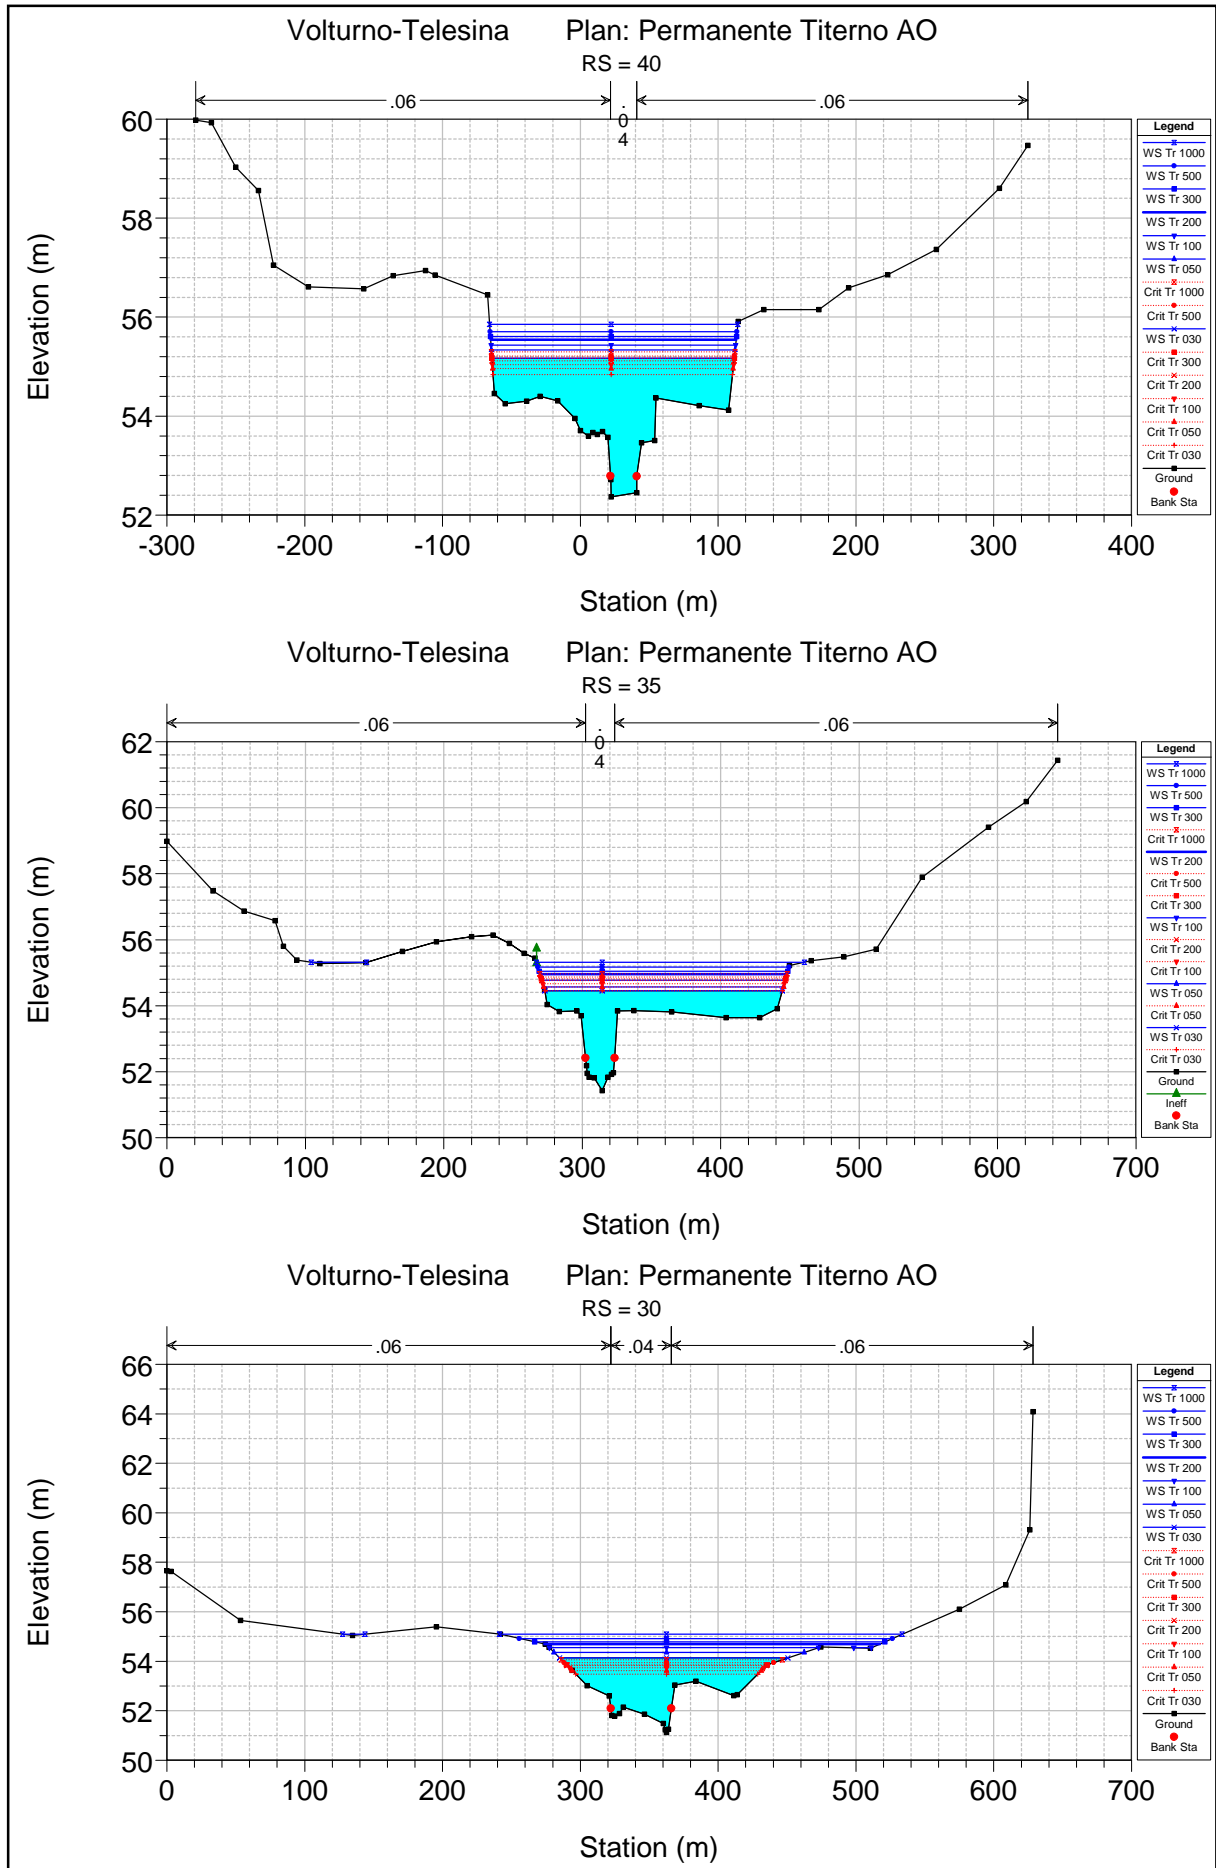 Volturno-Telesina Plan: Permanente Titerno AO
RS = 40
.06
.04
.06
60
58
56
54
52
-300 -200 -100 0 100 200 300 400
Elevation (m)
Station (m)
Legend
WS Tr 1000
WS Tr 500
WS Tr 300
WS Tr 200
WS Tr 100
WS Tr 050
Crit Tr 1000
Crit Tr 500
WS Tr 030
Crit Tr 300
Crit Tr 200
Crit Tr 100
Crit Tr 050
Crit Tr 030
Ground
Bank Sta
Volturno-Telesina Plan: Permanente Titerno AO
RS = 35
.06
.04
.06
62
60
58
56
54
52
50
0 100 200 300 400 500 600 700
Elevation (m)
Station (m)
Legend
WS Tr 1000
WS Tr 500
WS Tr 300
Crit Tr 1000
WS Tr 200
Crit Tr 500
Crit Tr 300
WS Tr 100
Crit Tr 200
Crit Tr 100
WS Tr 050
Crit Tr 050
WS Tr 030
Crit Tr 030
Ground
Ineff
Bank Sta
Volturno-Telesina Plan: Permanente Titerno AO
RS = 30
.06
.04
.06
66
64
62
60
58
56
54
52
50
0 100 200 300 400 500 600 700
Elevation (m)
Station (m)
Legend
WS Tr 1000
WS Tr 500
WS Tr 300
WS Tr 200
WS Tr 100
WS Tr 050
WS Tr 030
Crit Tr 1000
Crit Tr 500
Crit Tr 300
Crit Tr 200
Crit Tr 100
Crit Tr 050
Crit Tr 030
Ground
Bank Sta